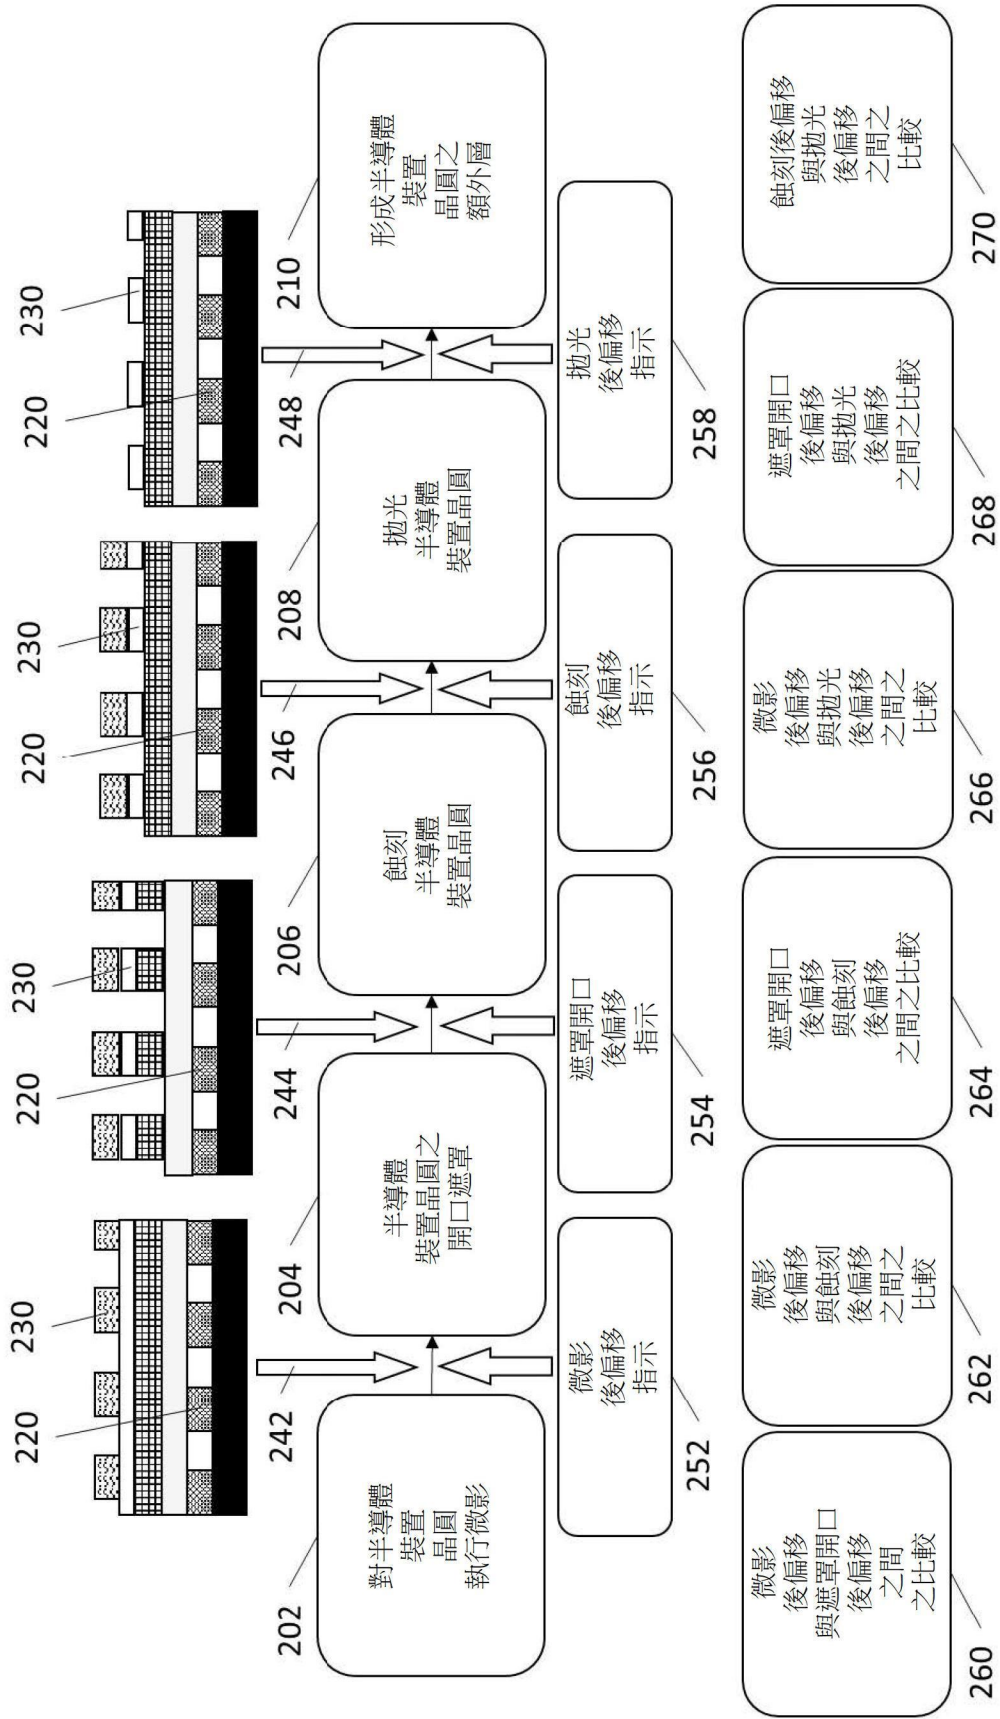 220
230
220
230
220
230
220
230
202
242
204
244
206
246
208
248
210
對半導體
裝置
晶圓
執行微影
半導體
裝置晶圓之
開口遮罩
蝕刻
半導體
裝置晶圓
拋光
半導體
裝置晶圓
形成半導體
裝置
晶圓之
額外層
微影
後偏移
指示
遮罩開口
後偏移
指示
蝕刻
後偏移
指示
拋光
後偏移
指示
252
254
256
258
微影
後偏移
與遮罩開口
後偏移
之間
之比較
微影
後偏移
與蝕刻
後偏移
之間之
比較
遮罩開口
後偏移
與蝕刻
後偏移
之間之比較
微影
後偏移
與拋光
後偏移
之間之
比較
遮罩開口
後偏移
與拋光
後偏移
之間之比較
蝕刻後偏移
與拋光
後偏移
之間之
比較
260
262
264
266
268
270